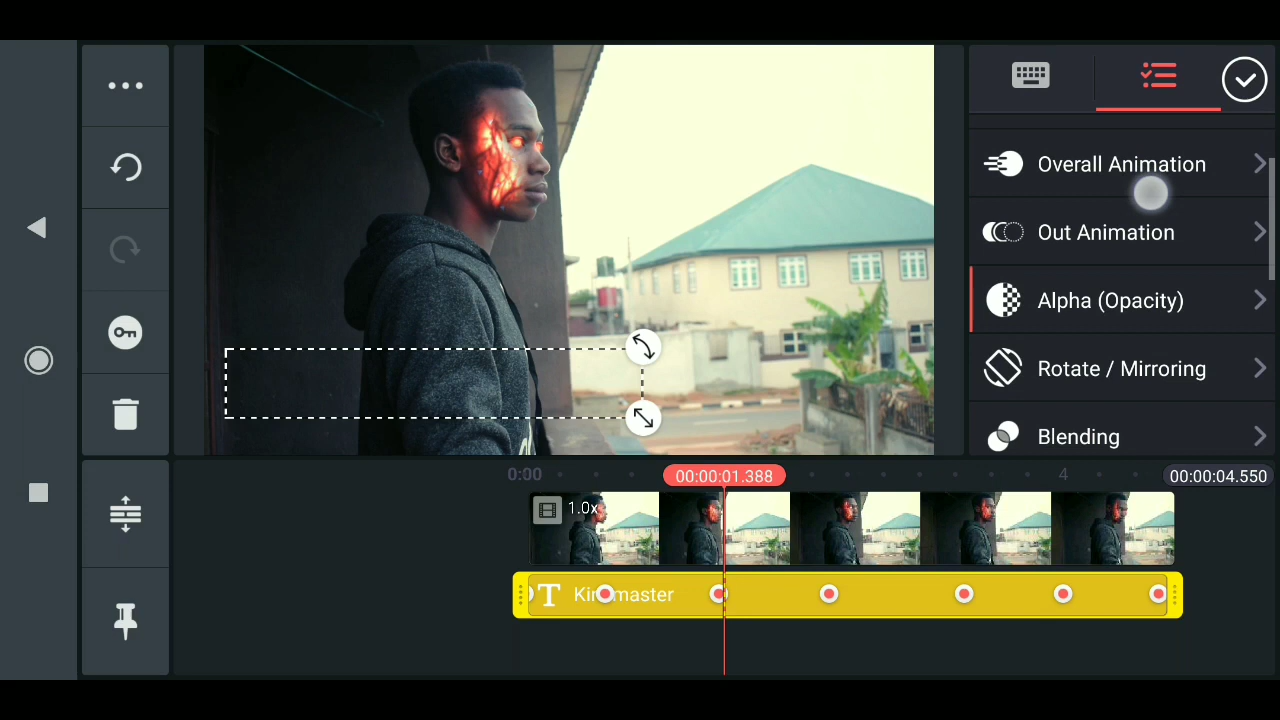 Overall Animation
Out Animation
Alpha (Opacity)
Rotate / Mirroring
Blending
0:00
00:00:01.388
4
00:00:04.550
1.0x
T